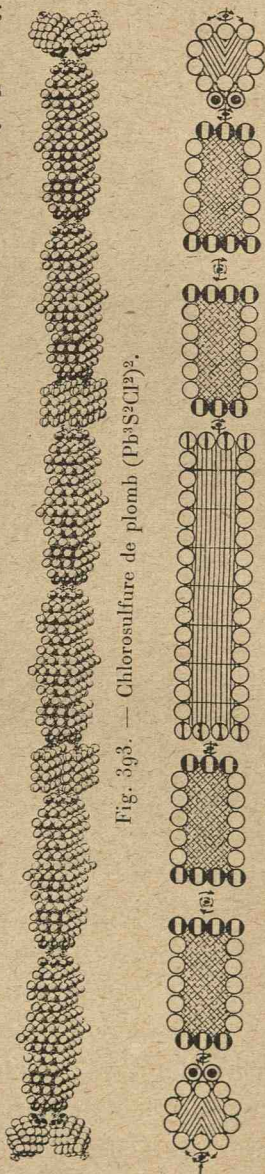 Fig. 393. — Chlorosulfure de plomb (Pb³S²Cl²)².